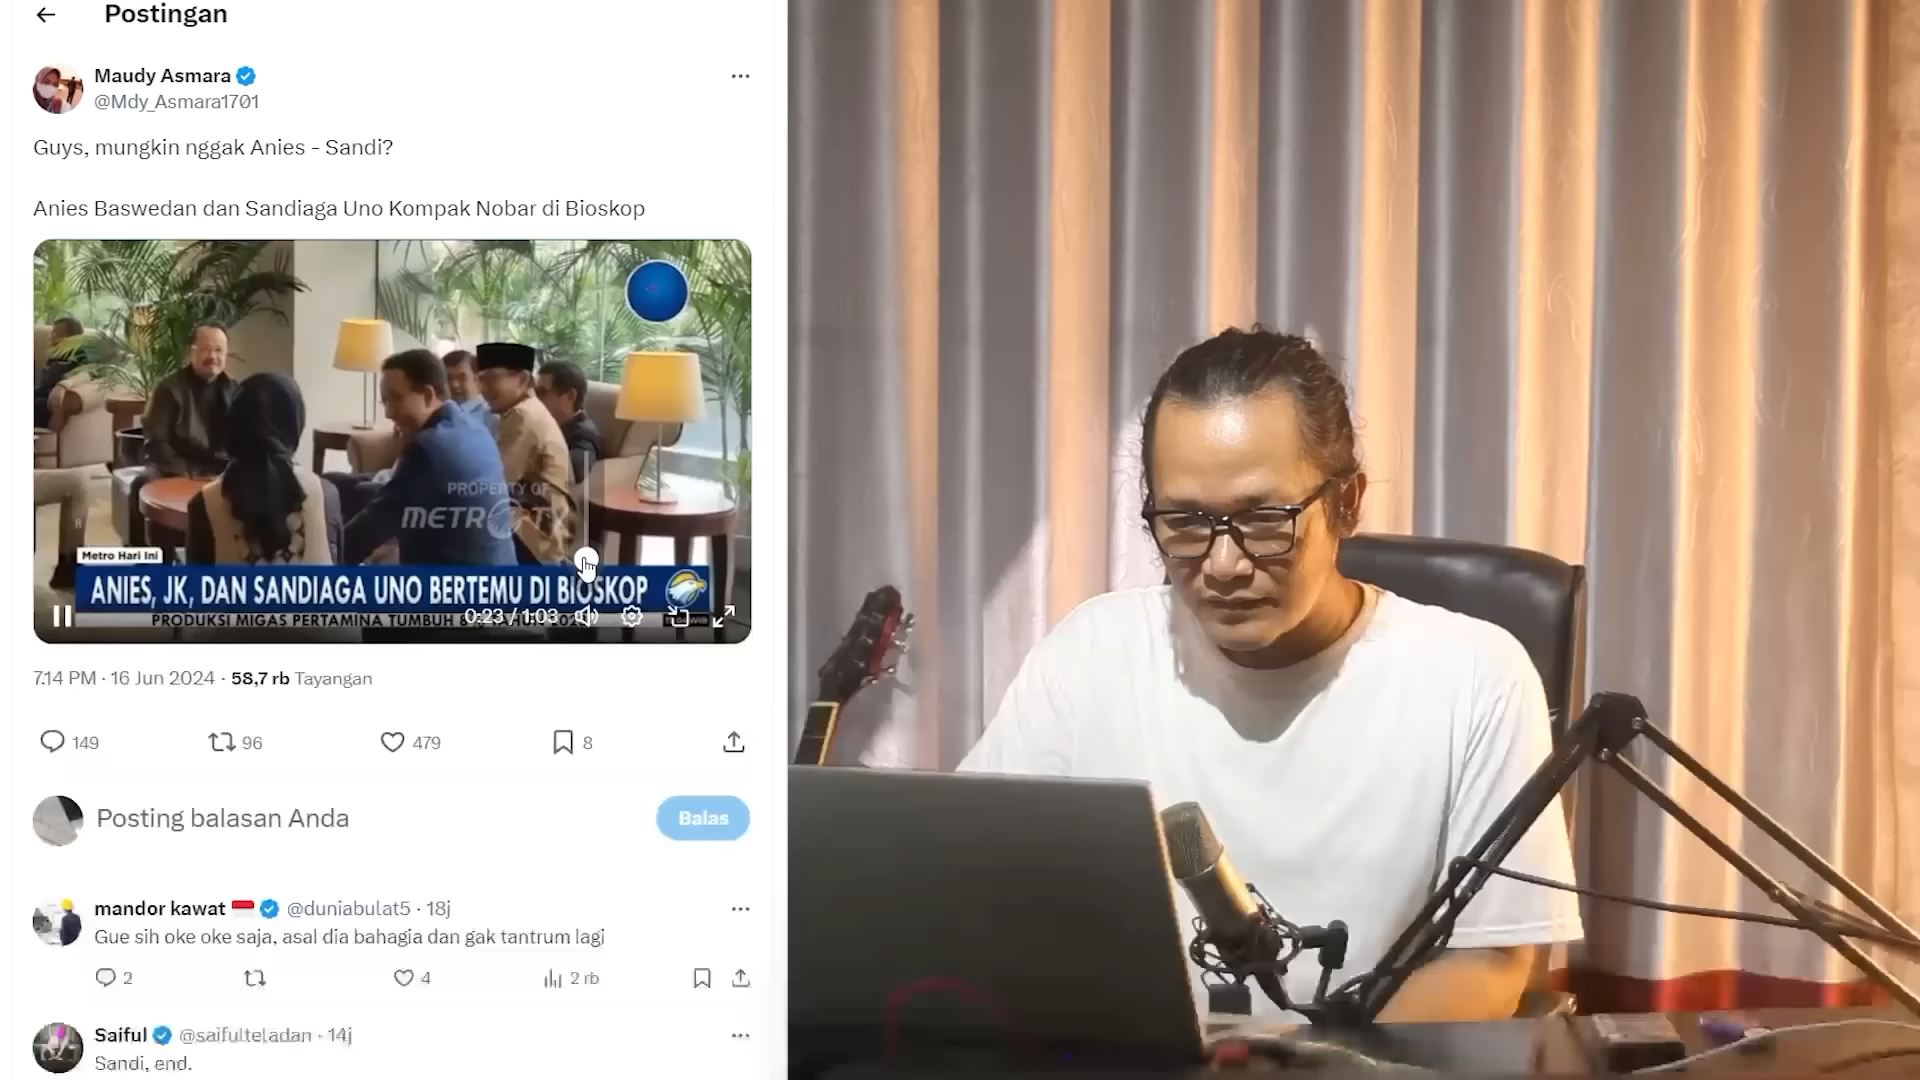 Postingan
Maudy Asmara
@Mdy_Asmara1701
Guys, mungkin nggak Anies - Sandi?
Anies Baswedan dan Sandiaga Uno Kompak Nobar di Bioskop
PROPERTY OF
METRO TV
Metro Hari Ini
ANIES, JK, DAN SANDIAGA UNO BERTEMU DI BIOSKOP
PRODUKSI MIGAS PERTAMINA TUMBUH 8
0:23 / 1:03
7.14 PM · 16 Jun 2024 · 58,7 rb Tayangan
149 96 479 8
Posting balasan Anda
Balas
mandor kawat @duniabulat5 · 18j
Gue sih oke oke saja, asal dia bahagia dan gak tantrum lagi
2 4 2 rb
Saiful @saifulteladan · 14j
Sandi, end.